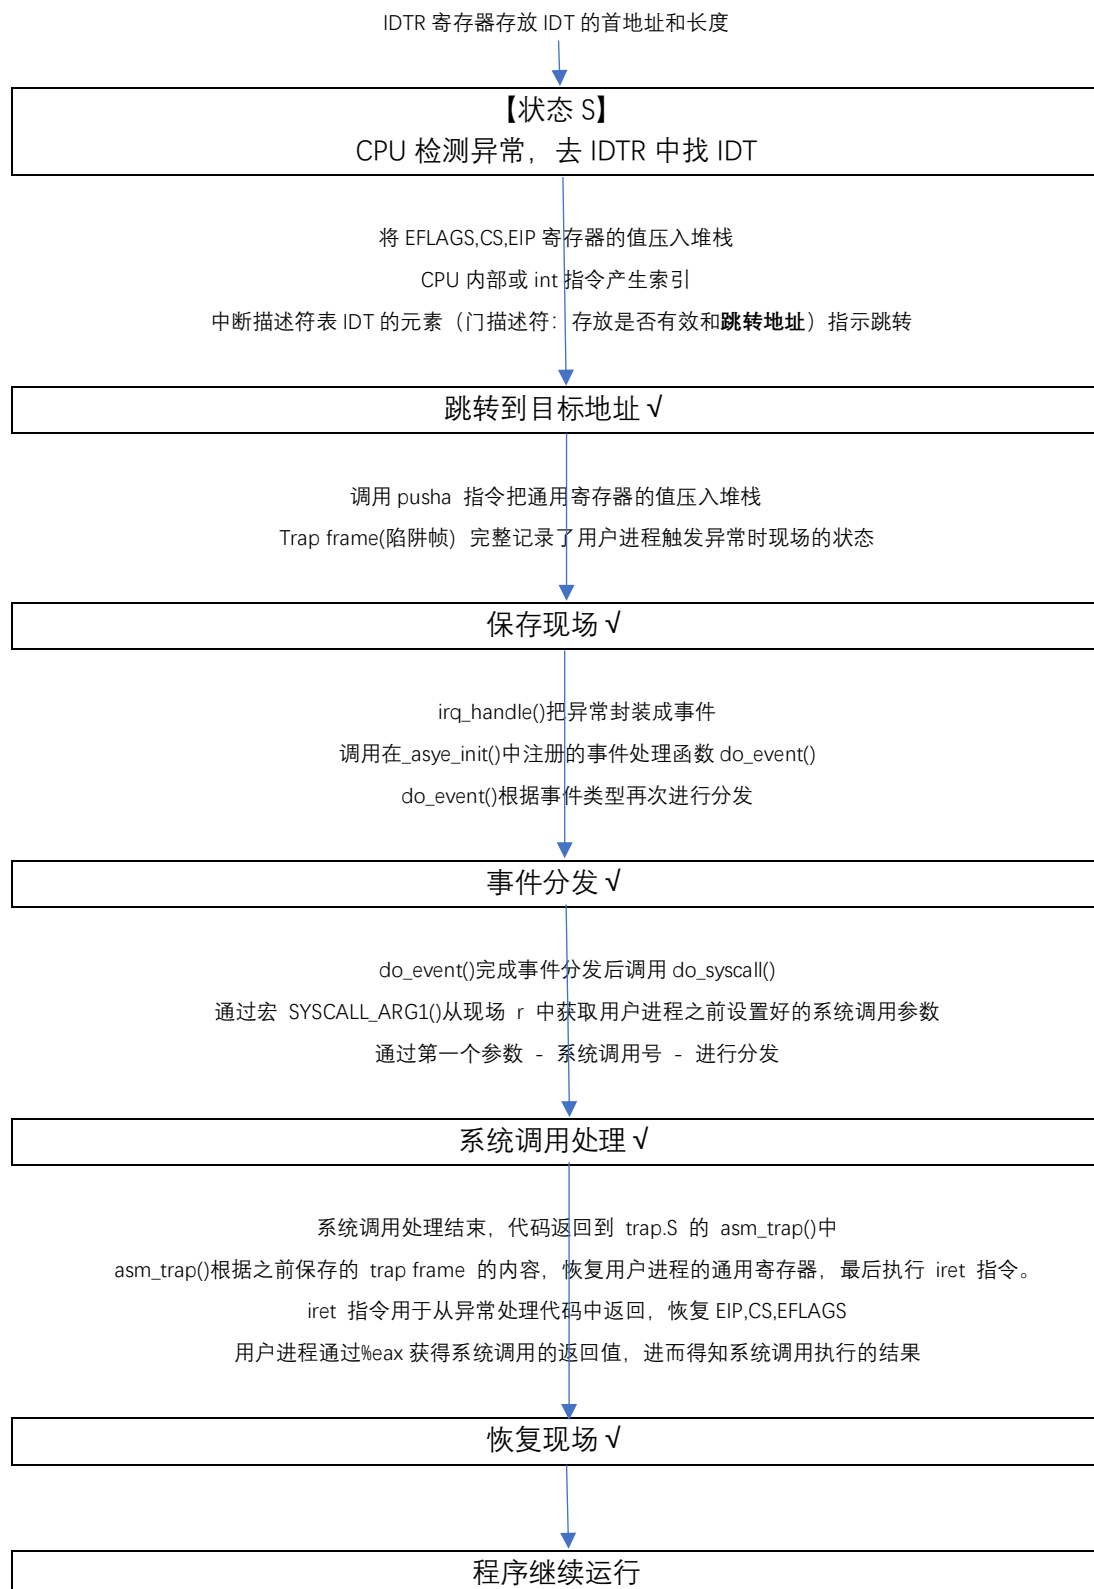 IDTR 寄存器存放 IDT 的首地址和长度
【状态 S】
CPU 检测异常，去 IDTR 中找 IDT
将 EFLAGS,CS,EIP 寄存器的值压入堆栈
CPU 内部或 int 指令产生索引
中断描述符表 IDT 的元素（门描述符：存放是否有效和跳转地址）指示跳转
跳转到目标地址 √
调用 pusha 指令把通用寄存器的值压入堆栈
Trap frame(陷阱帧) 完整记录了用户进程触发异常时现场的状态
保存现场 √
irq_handle()把异常封装成事件
调用在_asye_init()中注册的事件处理函数 do_event()
do_event()根据事件类型再次进行分发
事件分发 √
do_event()完成事件分发后调用 do_syscall()
通过宏 SYSCALL_ARG1()从现场 r 中获取用户进程之前设置好的系统调用参数
通过第一个参数 - 系统调用号 - 进行分发
系统调用处理 √
系统调用处理结束，代码返回到 trap.S 的 asm_trap()中
asm_trap()根据之前保存的 trap frame 的内容，恢复用户进程的通用寄存器，最后执行 iret 指令。
iret 指令用于从异常处理代码中返回，恢复 EIP,CS,EFLAGS
用户进程通过%eax 获得系统调用的返回值，进而得知系统调用执行的结果
恢复现场 √
程序继续运行